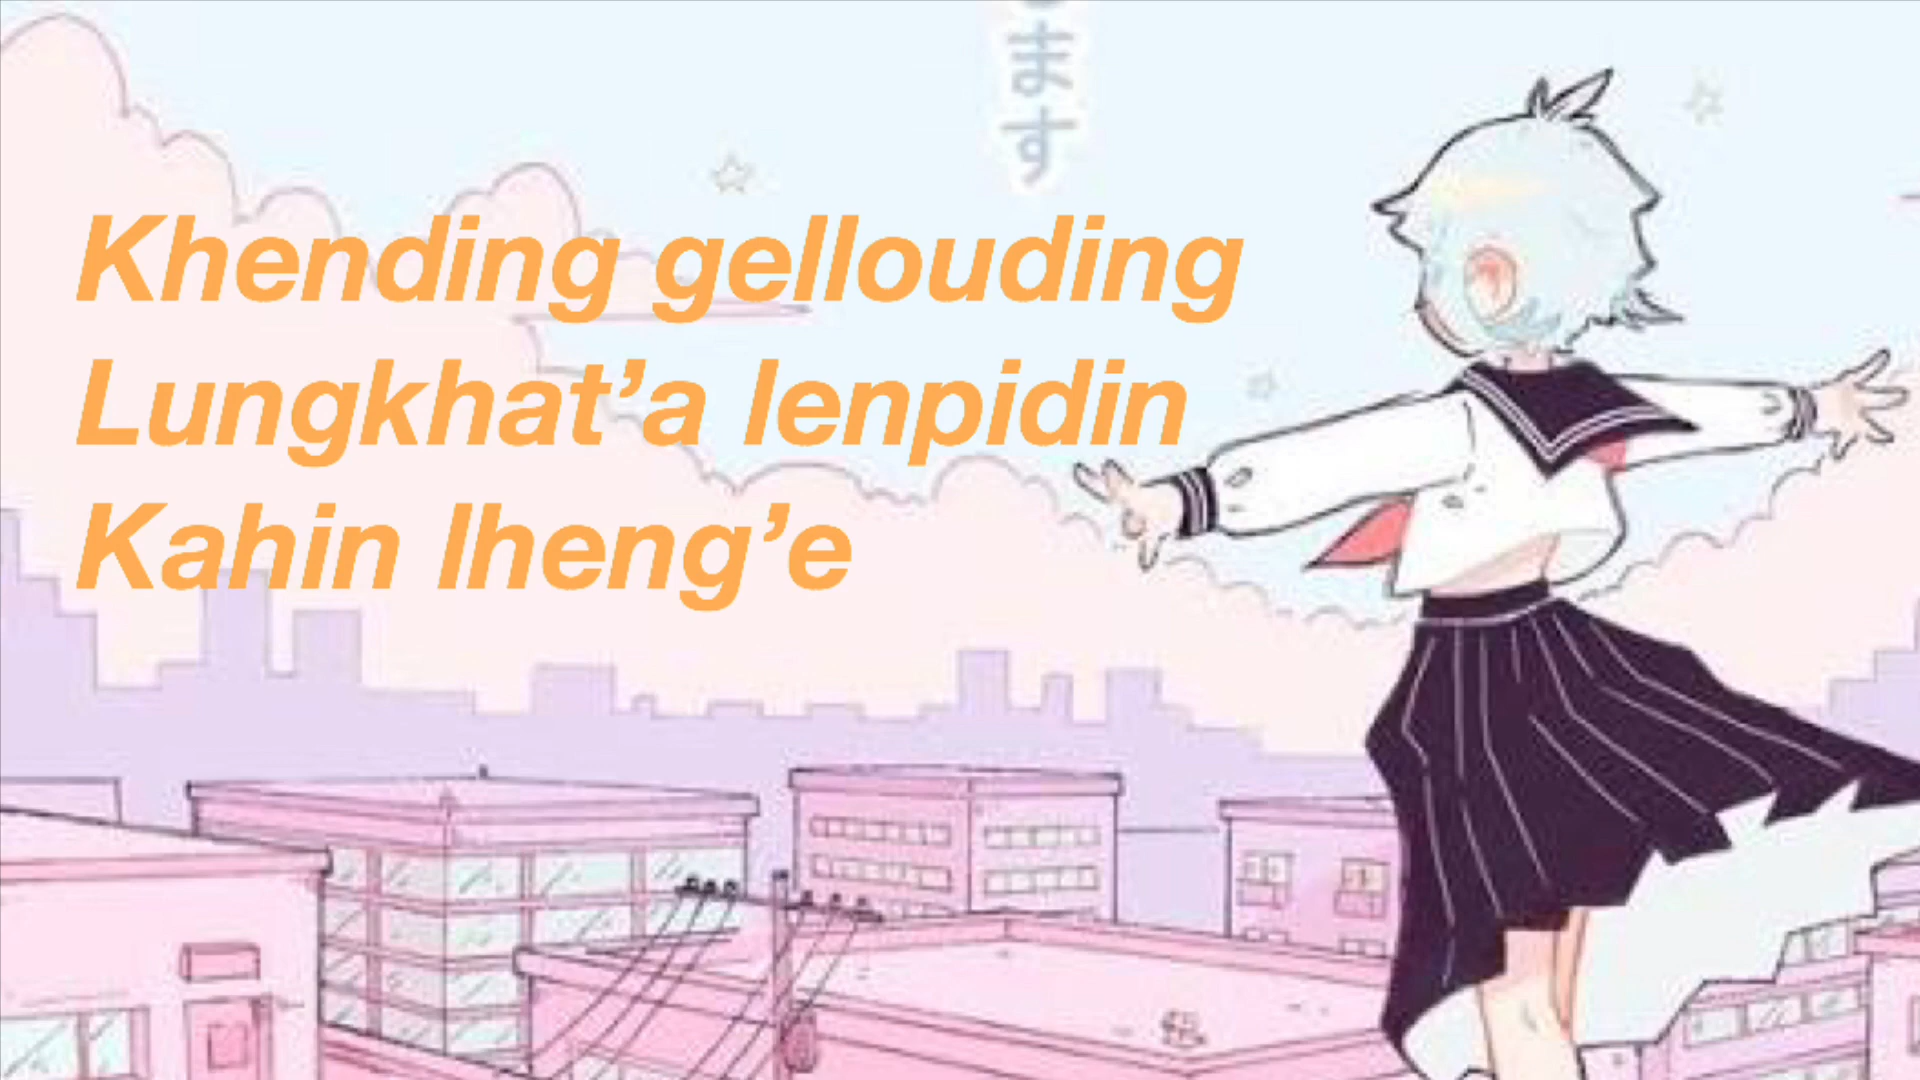 ます
Khending gellouding
Lungkhat’a lenpidin
Kahin lheng’e